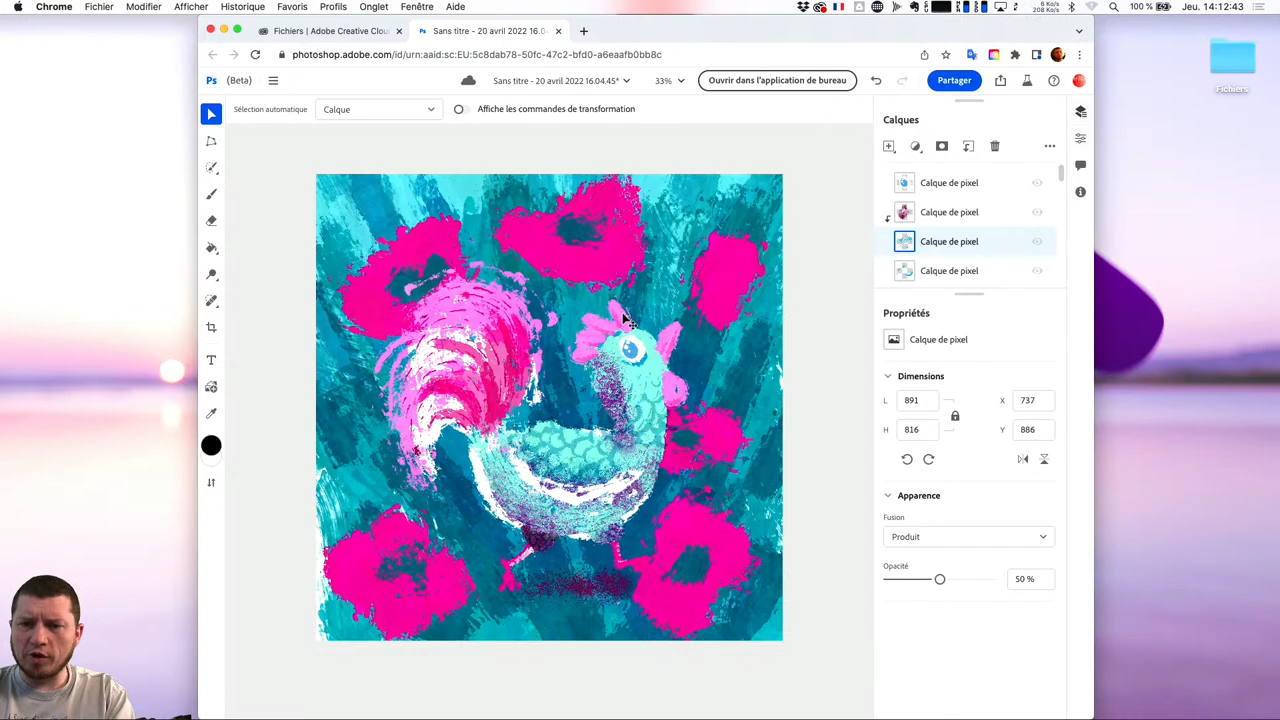 Chrome Fichier Modifier Afficher Historique Favoris Profils Onglet Fenêtre Aide 6 Ko/s 208 Ko/s 100 % Jeu. 14:12:43
Fichiers | Adobe Creative Clou Sans titre - 20 avril 2022 16.0
photoshop.adobe.com/id/urn:aaid:sc:EU:5c8dab78-50fc-47c2-bfd0-a6eaafb0bb8c
Ps (Beta) Sans titre - 20 avril 2022 16.04.45* 33% Ouvrir dans l'application de bureau Partager
Fichiers
Sélection automatique Calque Affiche les commandes de transformation
Calques
Calque de pixel
Calque de pixel
Calque de pixel
Calque de pixel
Propriétés
Calque de pixel
Dimensions
L 891 X 737
H 816 Y 886
Apparence
Fusion
Produit
Opacité
50 %